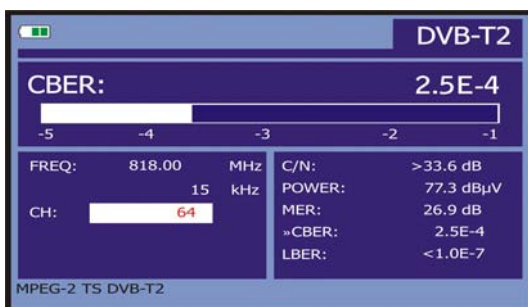 DVB-T2
CBER: 2.5E-4
-5 -4 -3 -2 -1
FREQ: 818.00 MHz
15 kHz
CH: 64
C/N: >33.6 dB
POWER: 77.3 dBµV
MER: 26.9 dB
»CBER: 2.5E-4
LBER: <1.0E-7
MPEG-2 TS DVB-T2